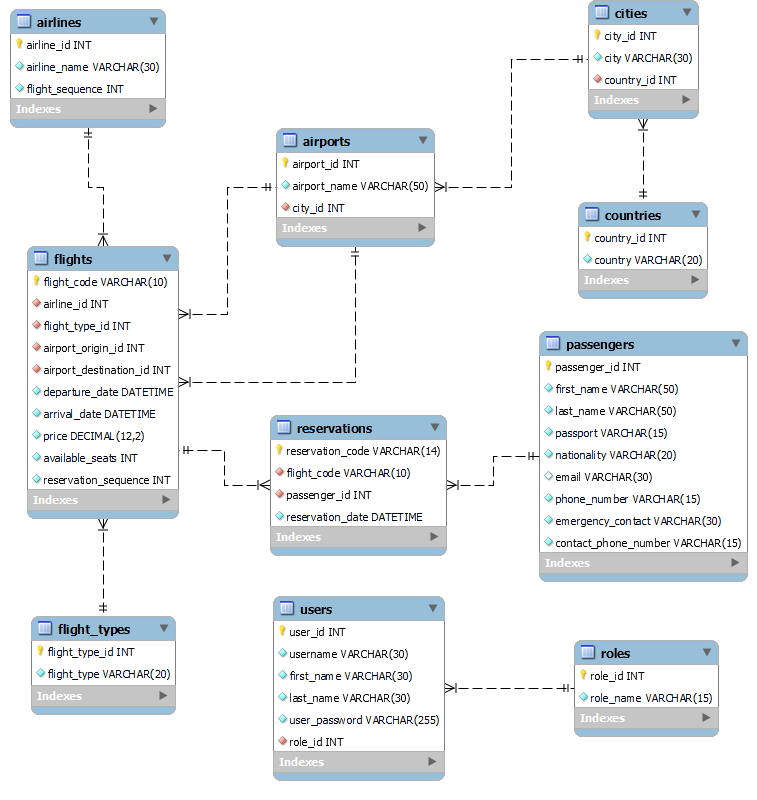 airlines
airline_id INT
airline_name VARCHAR(30)
flight_sequence INT
Indexes
cities
city_id INT
city VARCHAR(30)
country_id INT
Indexes
airports
airport_id INT
airport_name VARCHAR(50)
city_id INT
Indexes
countries
country_id INT
country VARCHAR(20)
Indexes
flights
flight_code VARCHAR(10)
airline_id INT
flight_type_id INT
airport_origin_id INT
airport_destination_id INT
departure_date DATETIME
arrival_date DATETIME
price DECIMAL(12,2)
available_seats INT
reservation_sequence INT
Indexes
passengers
passenger_id INT
first_name VARCHAR(50)
last_name VARCHAR(50)
passport VARCHAR(15)
nationality VARCHAR(20)
email VARCHAR(30)
phone_number VARCHAR(15)
emergency_contact VARCHAR(30)
contact_phone_number VARCHAR(15)
Indexes
reservations
reservation_code VARCHAR(14)
flight_code VARCHAR(10)
passenger_id INT
reservation_date DATETIME
Indexes
flight_types
flight_type_id INT
flight_type VARCHAR(20)
Indexes
users
user_id INT
username VARCHAR(30)
first_name VARCHAR(30)
last_name VARCHAR(30)
user_password VARCHAR(255)
role_id INT
Indexes
roles
role_id INT
role_name VARCHAR(15)
Indexes